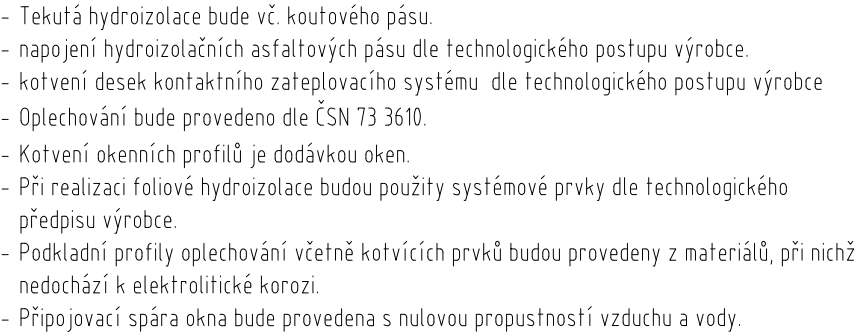 - Tekutá hydroizolace bude vč. koutového pásu.
- napojení hydroizolačních asfaltových pásu dle technologického postupu výrobce.
- kotvení desek kontaktního zateplovacího systému  dle technologického postupu výrobce
- Oplechování bude provedeno dle ČSN 73 3610.
- Kotvení okenních profilů je dodávkou oken.
- Při realizaci foliové hydroizolace budou použity systémové prvky dle technologického
předpisu výrobce.
- Podkladní profily oplechování včetně kotvících prvků budou provedeny z materiálů, při nichž
nedochází k elektrolitické korozi.
- Připojovací spára okna bude provedena s nulovou propustností vzduchu a vody.